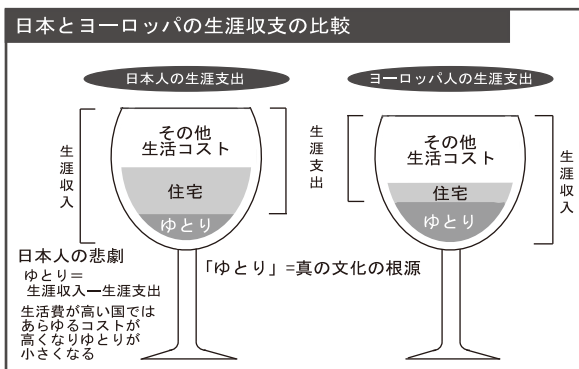 日本とヨーロッパの生涯収支の比較
日本人の生涯支出
ヨーロッパ人の生涯支出
生涯収入
その他
生活コスト
住宅
ゆとり
生涯支出
その他
生活コスト
住宅
ゆとり
生涯収入
日本人の悲劇
ゆとり＝
生涯収入ー生涯支出
生活費が高い国では
あらゆるコストが
高くなりゆとりが
小さくなる
「ゆとり」=真の文化の根源